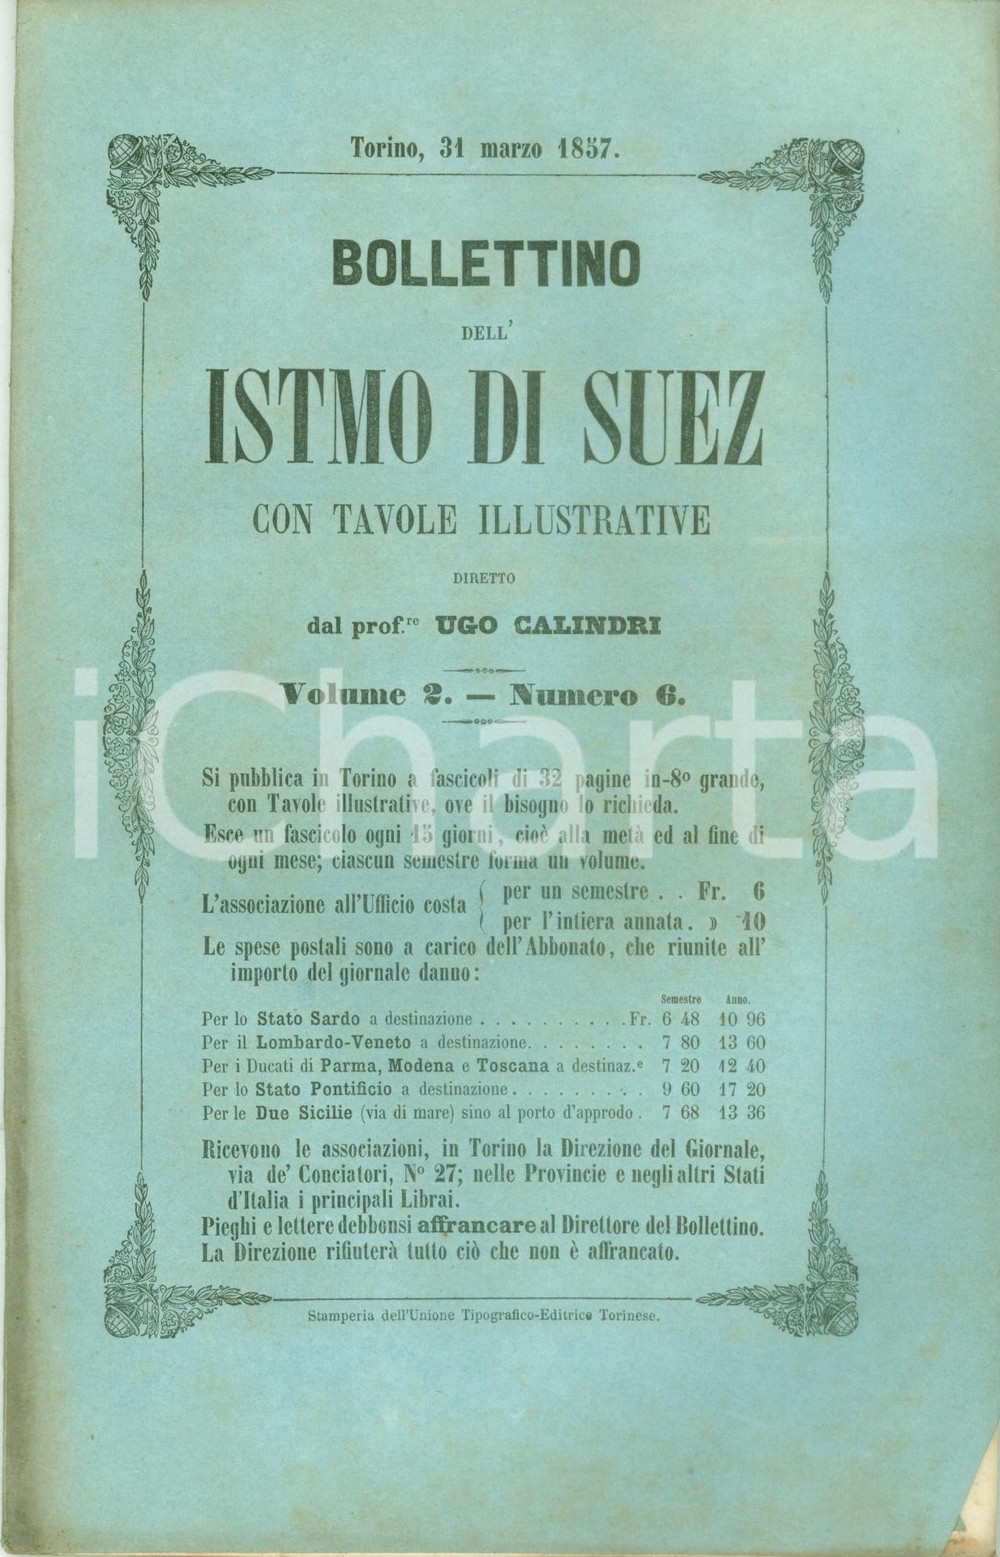 Torino, 31 marzo 1857.
BOLLETTINO
DELL'
ISTMO DI SUEZ
CON TAVOLE ILLUSTRATIVE
DIRETTO
dal prof.re UGO CALINDRI
Volume 2. — Numero 6.
iCharta
Si pubblica in Torino a fascicoli di 32 pagine in-8º grande,
con Tavole illustrative, ove il bisogno lo richieda.
Esce un fascicolo ogni 15 giorni, cioè alla metà ed al fine di
ogni mese; ciascun semestre forma un volume.
L'associazione all'Ufficio costa ( per un semestre . . Fr. 6
( per l'intiera annata. » 10
Le spese postali sono a carico dell'Abbonato, che riunite all'
importo del giornale danno:
Semestre Anno.
Per lo Stato Sardo a destinazione . . . . . . . . . . Fr. 6 48 10 96
Per il Lombardo-Veneto a destinazione. . . . . . . . 7 80 13 60
Per i Ducati di Parma, Modena e Toscana a destinaz.e 7 20 12 40
Per lo Stato Pontificio a destinazione . . . . . . . . . 9 60 17 20
Per le Due Sicilie (via di mare) sino al porto d'approdo . 7 68 13 36
Ricevono le associazioni, in Torino la Direzione del Giornale,
via de' Conciatori, Nº 27; nelle Provincie e negli altri Stati
d'Italia i principali Librai.
Pieghi e lettere debbonsi affrancare al Direttore del Bollettino.
La Direzione rifiuterà tutto ciò che non è affrancato.
Stamperia dell'Unione Tipografico-Editrice Torinese.